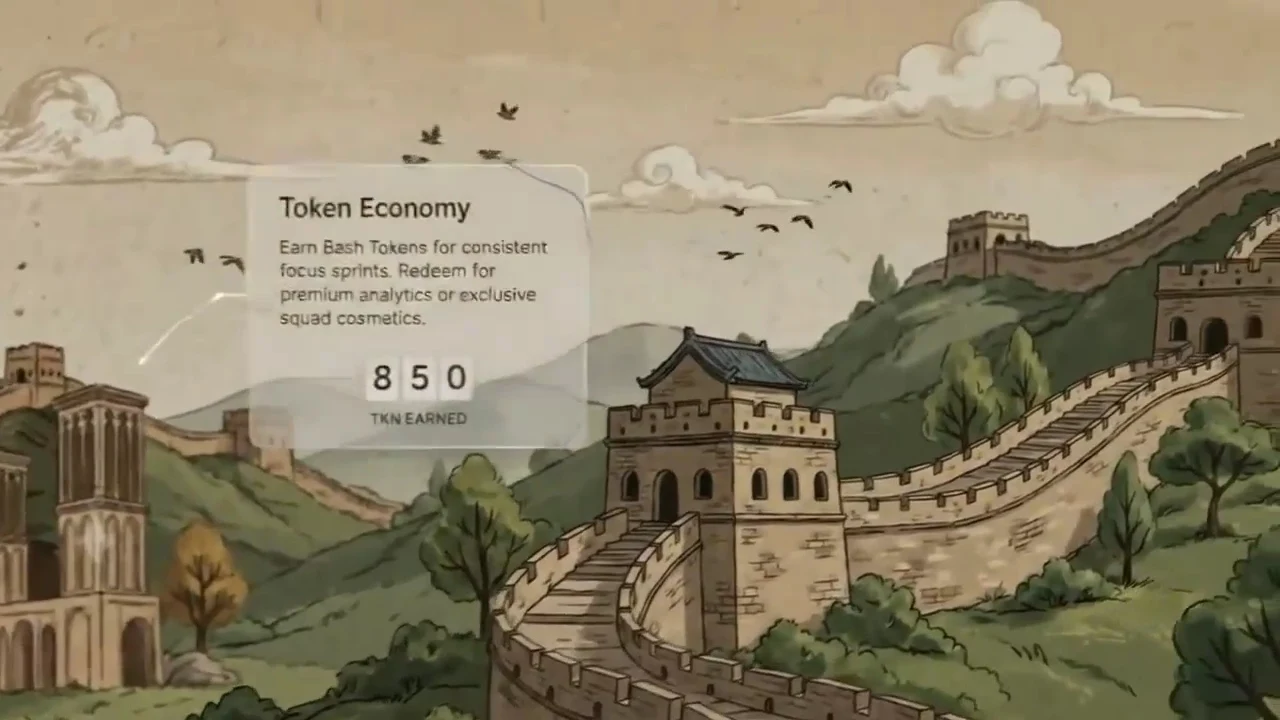 Token Economy
Earn Bash Tokens for consistent
focus sprints. Redeem for
premium analytics or exclusive
squad cosmetics.
8 5 0
TKN EARNED